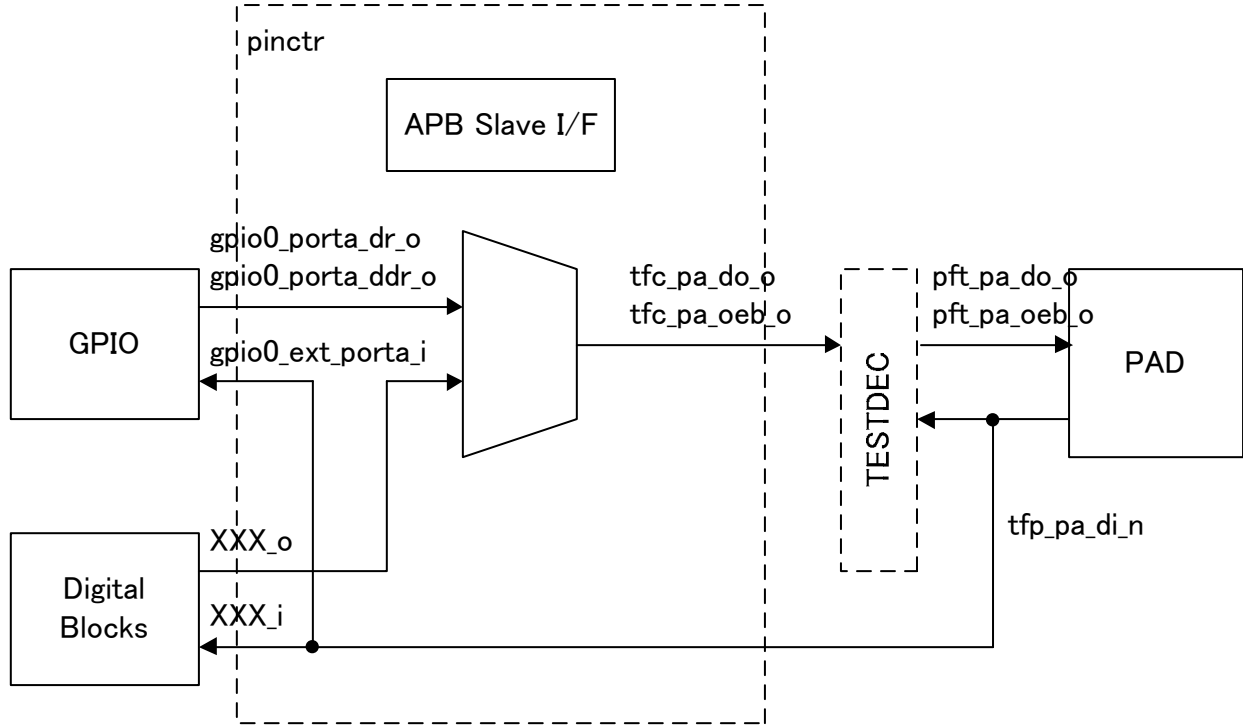 pinctr
APB Slave I/F
gpio0_porta_dr_o
gpio0_porta_ddr_o
GPIO
gpio0_ext_porta_i
tfc_pa_do_o
tfc_pa_oeb_o
TESTDEC
pft_pa_do_o
pft_pa_oeb_o
PAD
tfp_pa_di_n
XXX_o
Digital
Blocks
XXX_i